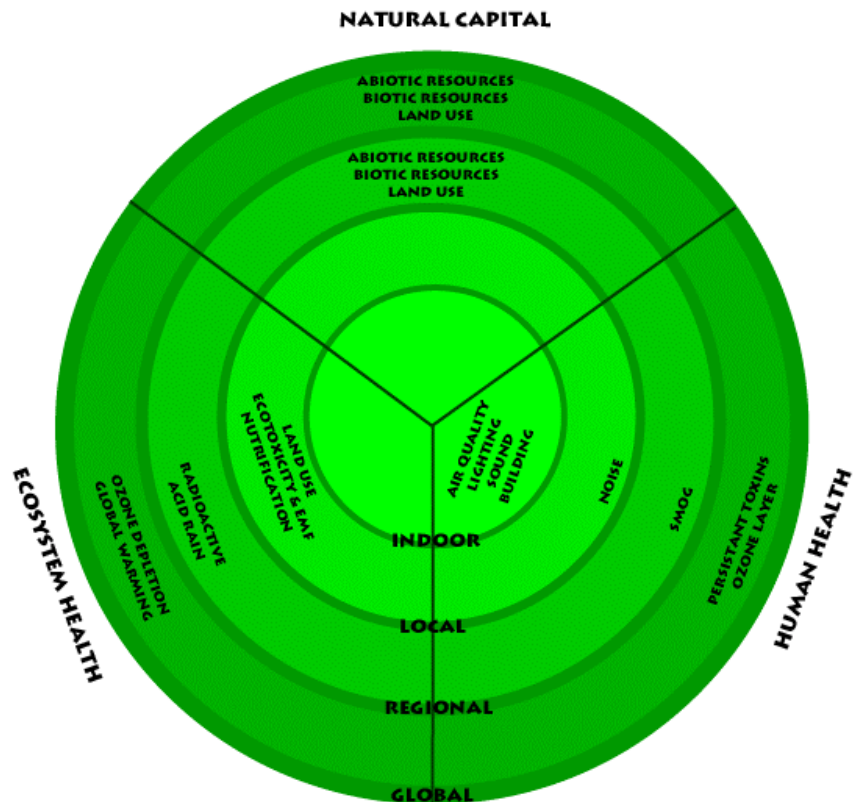 NATURAL CAPITAL
ABIOTIC RESOURCES
BIOTIC RESOURCES
LAND USE
ABIOTIC RESOURCES
BIOTIC RESOURCES
LAND USE
ECOSYSTEM HEALTH
OZONE DEPLETION
GLOBAL WARMING
RADIOACTIVE
ACID RAIN
LAND USE
ECOTOXICITY & EMF
NUTRIFICATION
AIR QUALITY
LIGHTING
SOUND
BUILDING
NOISE
SMOG
PERSISTANT TOXINS
OZONE LAYER
HUMAN HEALTH
INDOOR
LOCAL
REGIONAL
GLOBAL